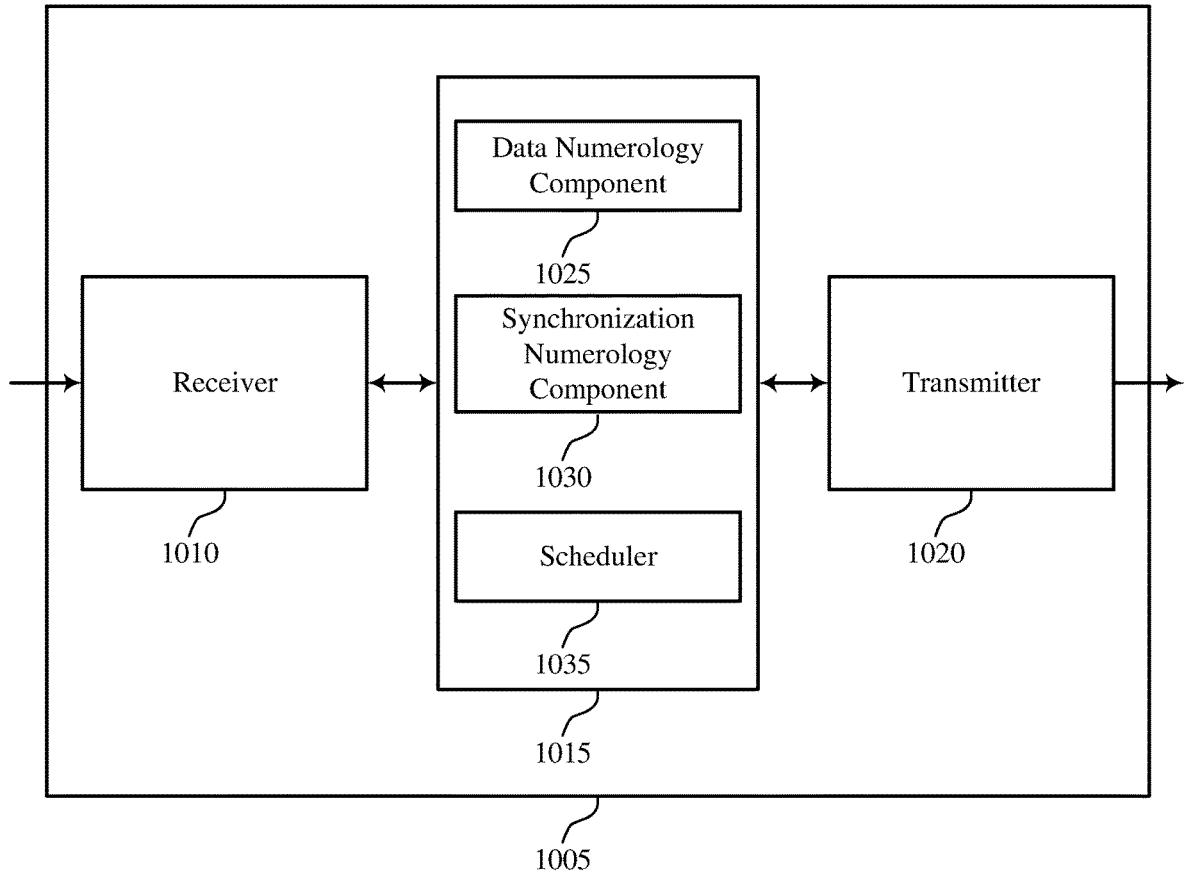 Data Numerology
Component
1025
Synchronization
Numerology
Component
1030
Receiver
1010
Transmitter
1020
Scheduler
1035
1015
1005